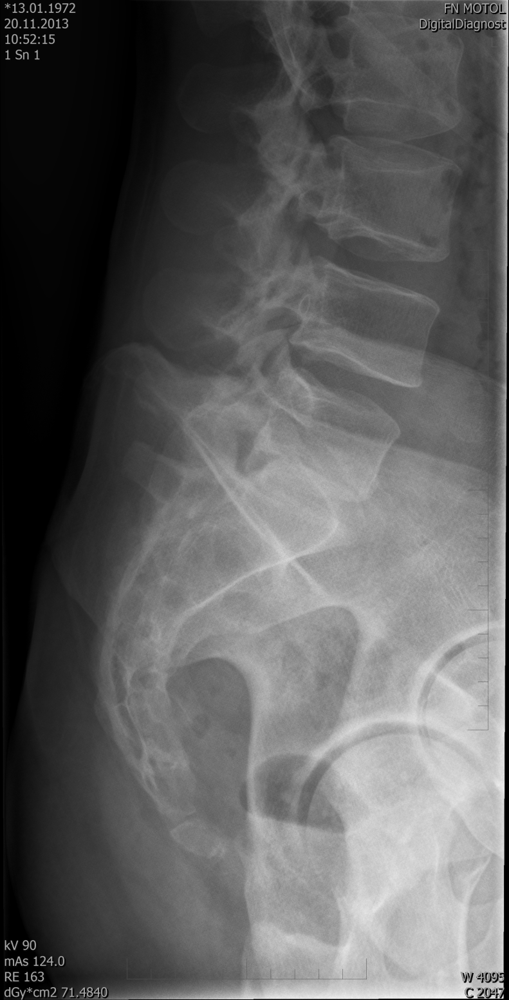 *13.01.1972
20.11.2013
10:52:15
1 Sn 1
FN MOTOL
DigitalDiagnost
kV 90
mAs 124.0
RE 163
dGy*cm2 71.4840
W 4095
C 2047